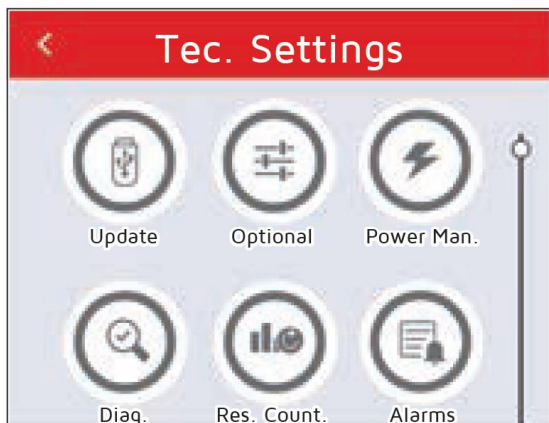 Tec. Settings
Update Optional Power Man.
Diag. Res. Count. Alarms